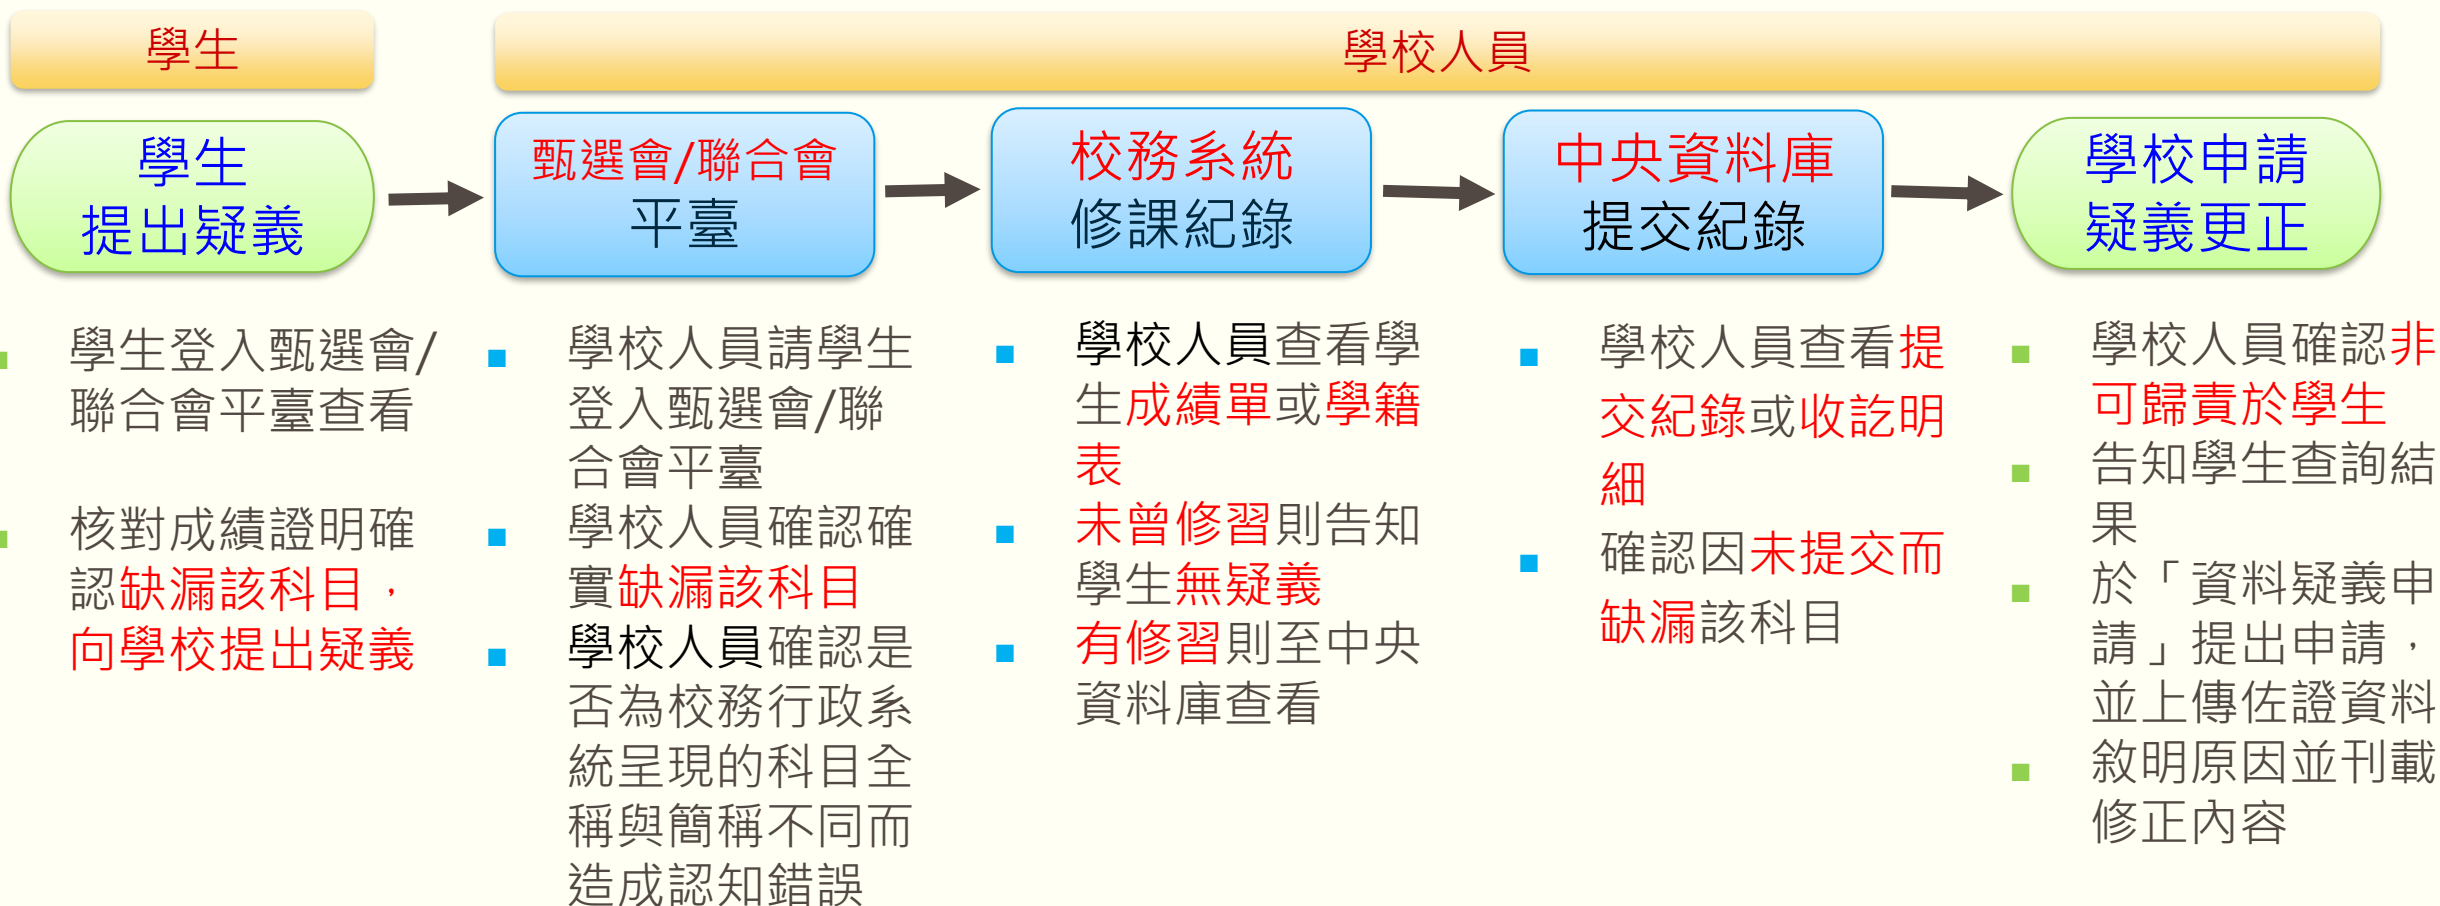 學生
學校人員
學生
提出疑義
甄選會/聯合會
平臺
校務系統
修課紀錄
中央資料庫
提交紀錄
學校申請
疑義更正
學生登入甄選會/
聯合會平臺查看
核對成績證明確
認缺漏該科目，
向學校提出疑義
學校人員請學生
登入甄選會/聯
合會平臺
學校人員確認確
實缺漏該科目
學校人員確認是
否為校務行政系
統呈現的科目全
稱與簡稱不同而
造成認知錯誤
學校人員查看學
生成績單或學籍
表
未曾修習則告知
學生無疑義
有修習則至中央
資料庫查看
學校人員查看提
交紀錄或收訖明
細
確認因未提交而
缺漏該科目
學校人員確認非
可歸責於學生
告知學生查詢結
果
於「資料疑義申
請」提出申請，
並上傳佐證資料
敘明原因並刊載
修正內容